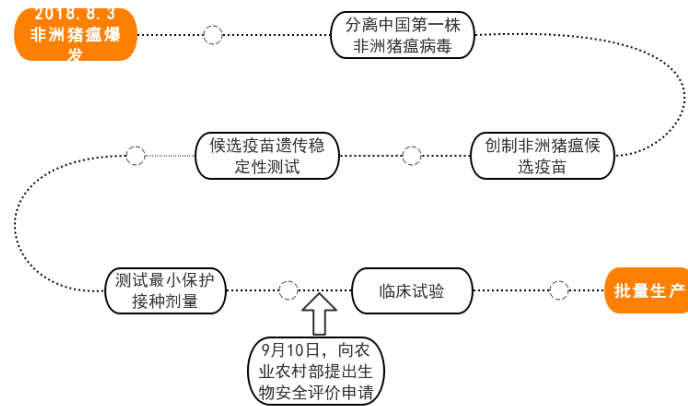 2018.8.3
非洲猪瘟爆
发
分离中国第一株
非洲猪瘟病毒
创制非洲猪瘟候
选疫苗
候选疫苗遗传稳
定性测试
测试最小保护
接种剂量
9月10日，向农
业农村部提出生
物安全评价申请
临床试验
批量生产